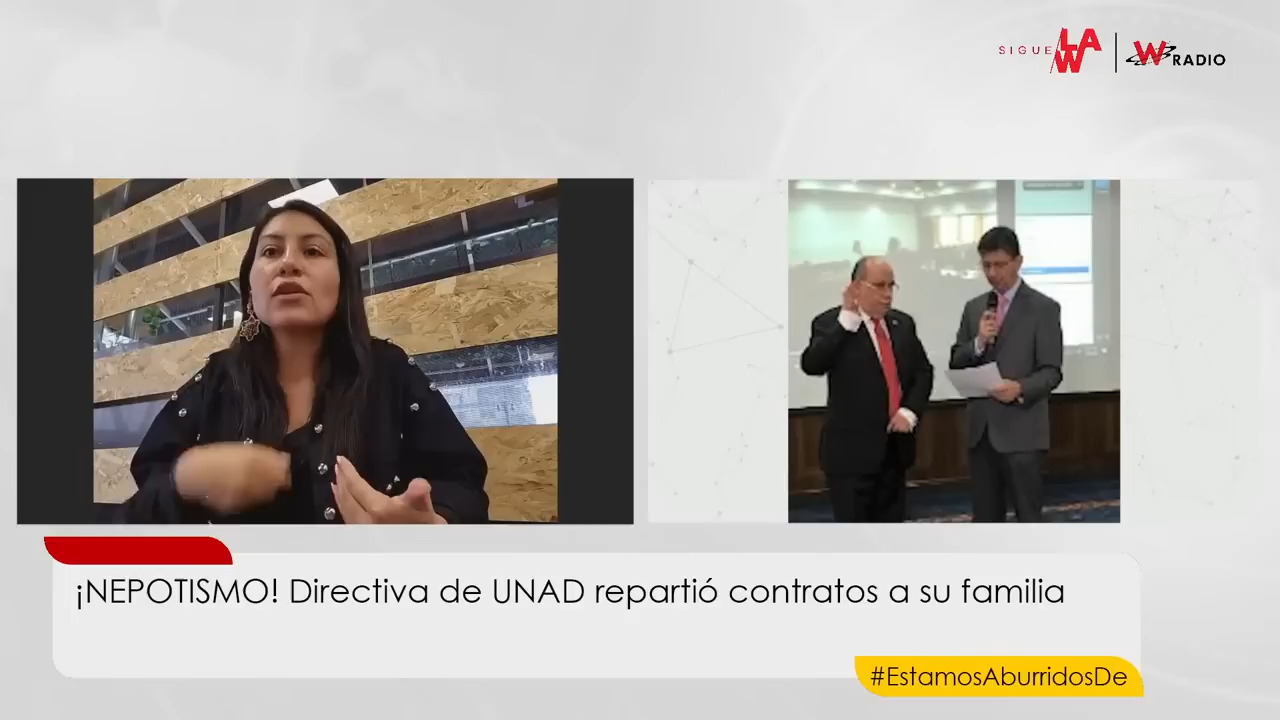 SIGUE LA W
W RADIO
¡NEPOTISMO! Directiva de UNAD repartió contratos a su familia
#EstamosAburridosDe